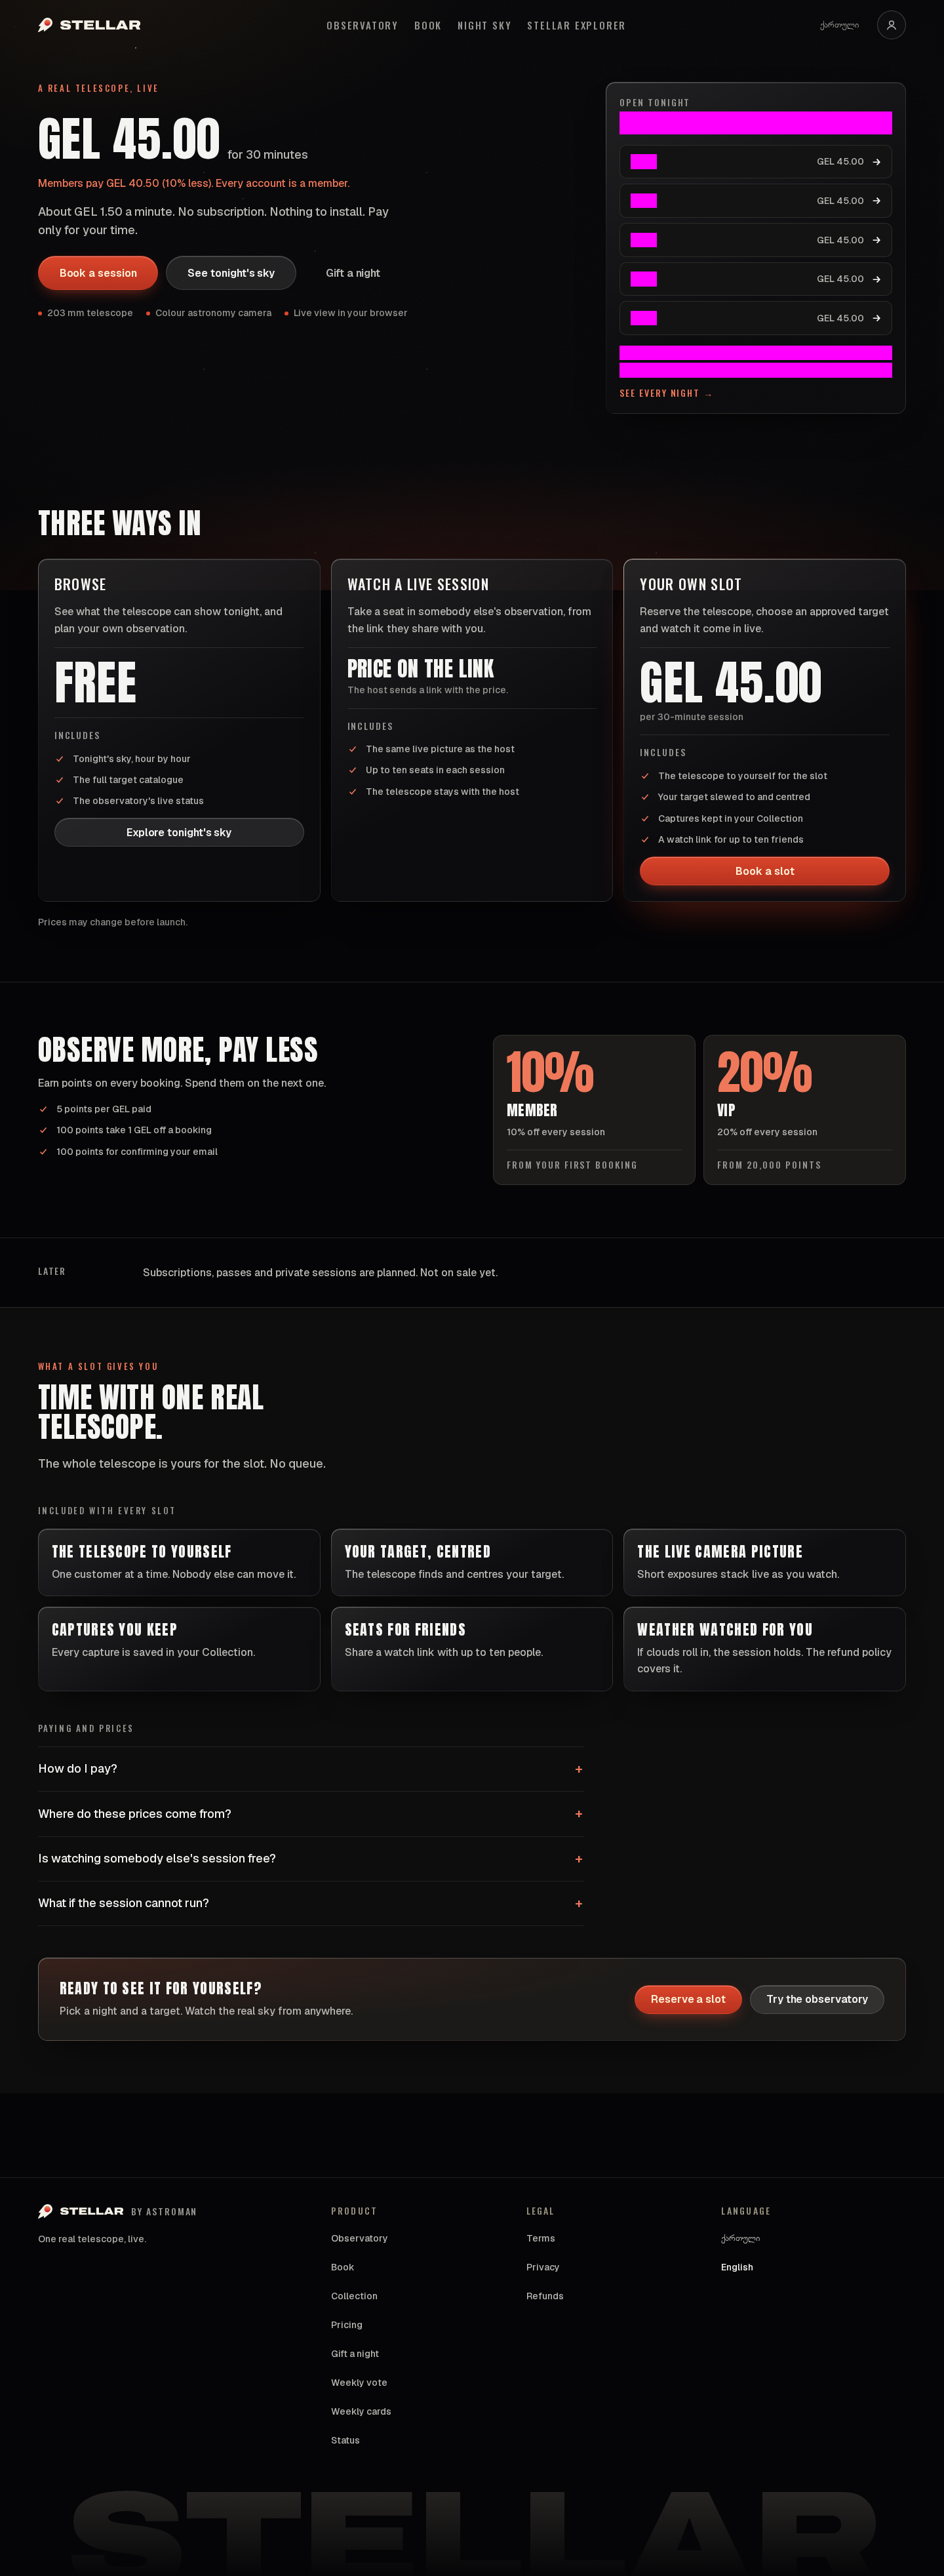 STELLAR
OBSERVATORY BOOK NIGHT SKY STELLAR EXPLORER
ქართული
A REAL TELESCOPE, LIVE
GEL 45.00 for 30 minutes
Members pay GEL 40.50 (10% less). Every account is a member.
About GEL 1.50 a minute. No subscription. Nothing to install. Pay
only for your time.
Book a session See tonight's sky Gift a night
203 mm telescope Colour astronomy camera Live view in your browser
OPEN TONIGHT
GEL 45.00 →
GEL 45.00 →
GEL 45.00 →
GEL 45.00 →
GEL 45.00 →
SEE EVERY NIGHT →
THREE WAYS IN
BROWSE
See what the telescope can show tonight, and
plan your own observation.
FREE
INCLUDES
Tonight's sky, hour by hour
The full target catalogue
The observatory's live status
Explore tonight's sky
WATCH A LIVE SESSION
Take a seat in somebody else's observation, from
the link they share with you.
PRICE ON THE LINK
The host sends a link with the price.
INCLUDES
The same live picture as the host
Up to ten seats in each session
The telescope stays with the host
YOUR OWN SLOT
Reserve the telescope, choose an approved target
and watch it come in live.
GEL 45.00
per 30-minute session
INCLUDES
The telescope to yourself for the slot
Your target slewed to and centred
Captures kept in your Collection
A watch link for up to ten friends
Book a slot
Prices may change before launch.
OBSERVE MORE, PAY LESS
Earn points on every booking. Spend them on the next one.
5 points per GEL paid
100 points take 1 GEL off a booking
100 points for confirming your email
10%
MEMBER
10% off every session
FROM YOUR FIRST BOOKING
20%
VIP
20% off every session
FROM 20,000 POINTS
LATER
Subscriptions, passes and private sessions are planned. Not on sale yet.
WHAT A SLOT GIVES YOU
TIME WITH ONE REAL
TELESCOPE.
The whole telescope is yours for the slot. No queue.
INCLUDED WITH EVERY SLOT
THE TELESCOPE TO YOURSELF
One customer at a time. Nobody else can move it.
YOUR TARGET, CENTRED
The telescope finds and centres your target.
THE LIVE CAMERA PICTURE
Short exposures stack live as you watch.
CAPTURES YOU KEEP
Every capture is saved in your Collection.
SEATS FOR FRIENDS
Share a watch link with up to ten people.
WEATHER WATCHED FOR YOU
If clouds roll in, the session holds. The refund policy
covers it.
PAYING AND PRICES
How do I pay? +
Where do these prices come from? +
Is watching somebody else's session free? +
What if the session cannot run? +
READY TO SEE IT FOR YOURSELF?
Pick a night and a target. Watch the real sky from anywhere.
Reserve a slot Try the observatory
STELLAR BY ASTROMAN
One real telescope, live.
PRODUCT
Observatory
Book
Collection
Pricing
Gift a night
Weekly vote
Weekly cards
Status
LEGAL
Terms
Privacy
Refunds
LANGUAGE
ქართული
English
STELLAR